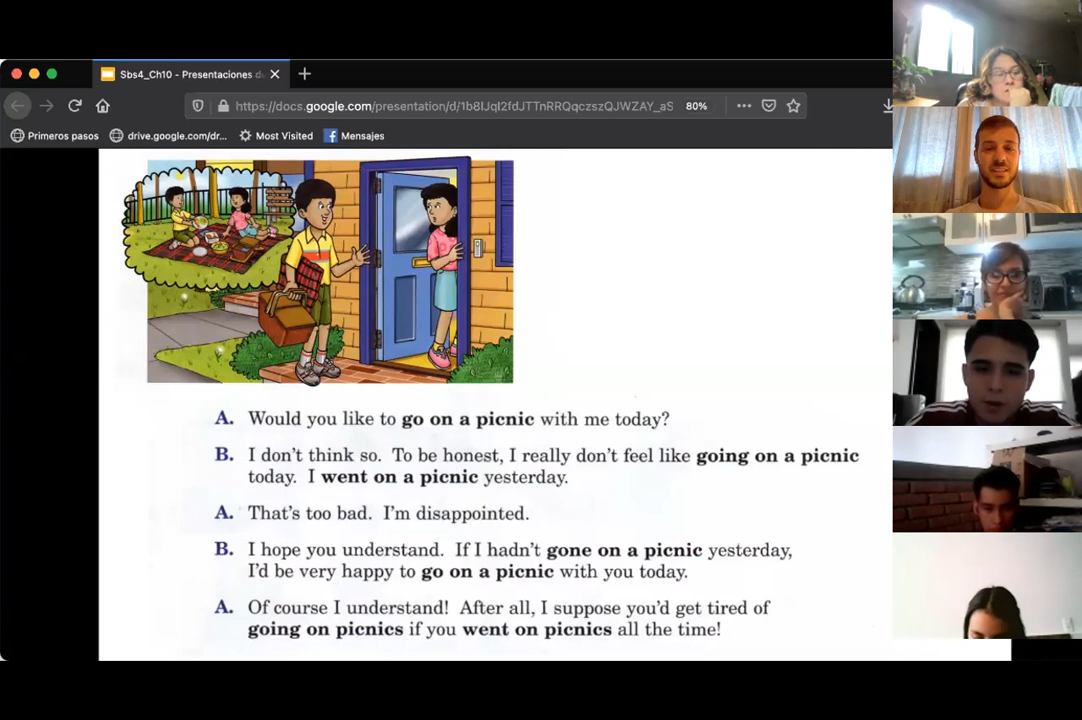 Sbs4_Ch10 - Presentaciones d
https://docs.google.com/presentation/d/
80%
Primeros pasos
drive.google.com/dr...
Most Visited
Mensajes
A. Would you like to go on a picnic with me today?
B. I don't think so. To be honest, I really don't feel like going on a picnic
today. I went on a picnic yesterday.
A. That's too bad. I'm disappointed.
B. I hope you understand. If I hadn't gone on a picnic yesterday,
I'd be very happy to go on a picnic with you today.
A. Of course I understand! After all, I suppose you'd get tired of
going on picnics if you went on picnics all the time!